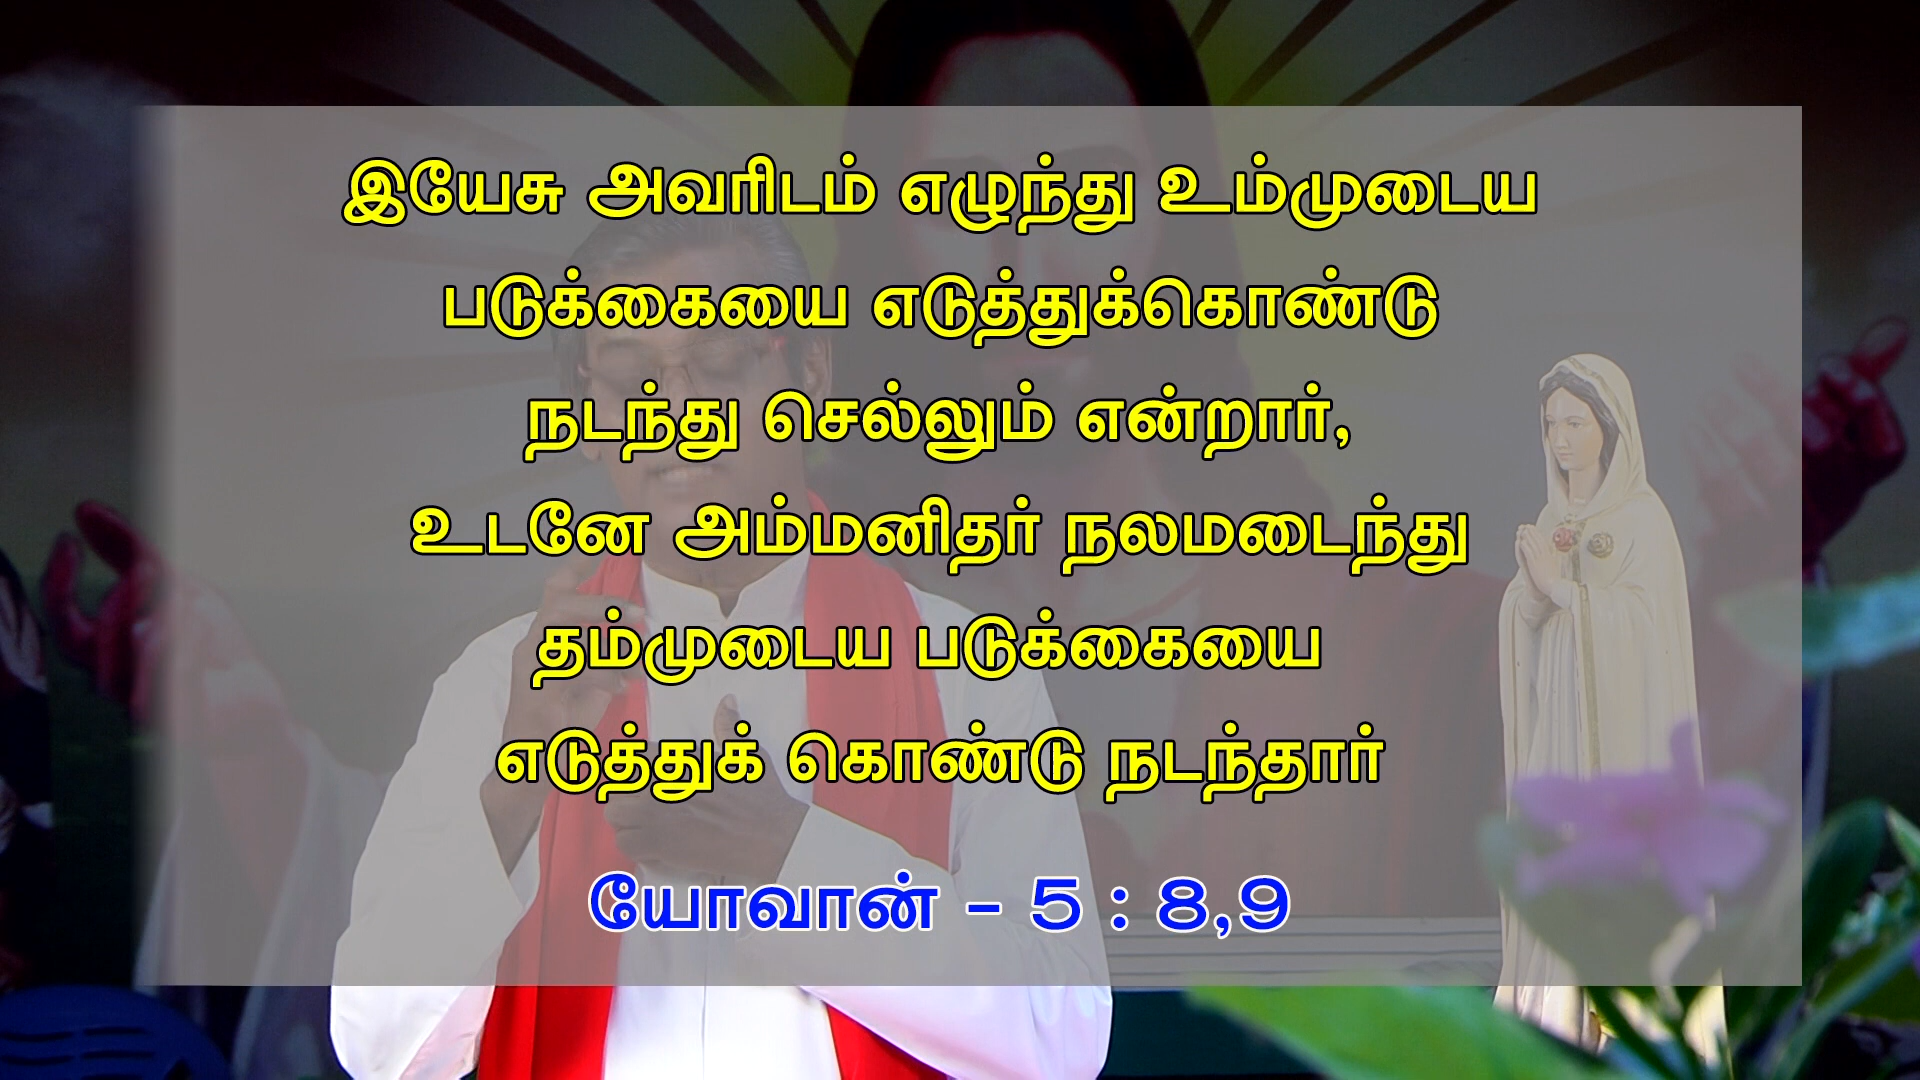 இயேசு அவரிடம் எழுந்து உம்முடைய
படுக்கையை எடுத்துக்கொண்டு
நடந்து செல்லும் என்றார்,
உடனே அம்மனிதர் நலமடைந்து
தம்முடைய படுக்கையை
எடுத்துக் கொண்டு நடந்தார்
யோவான் - 5 : 8,9